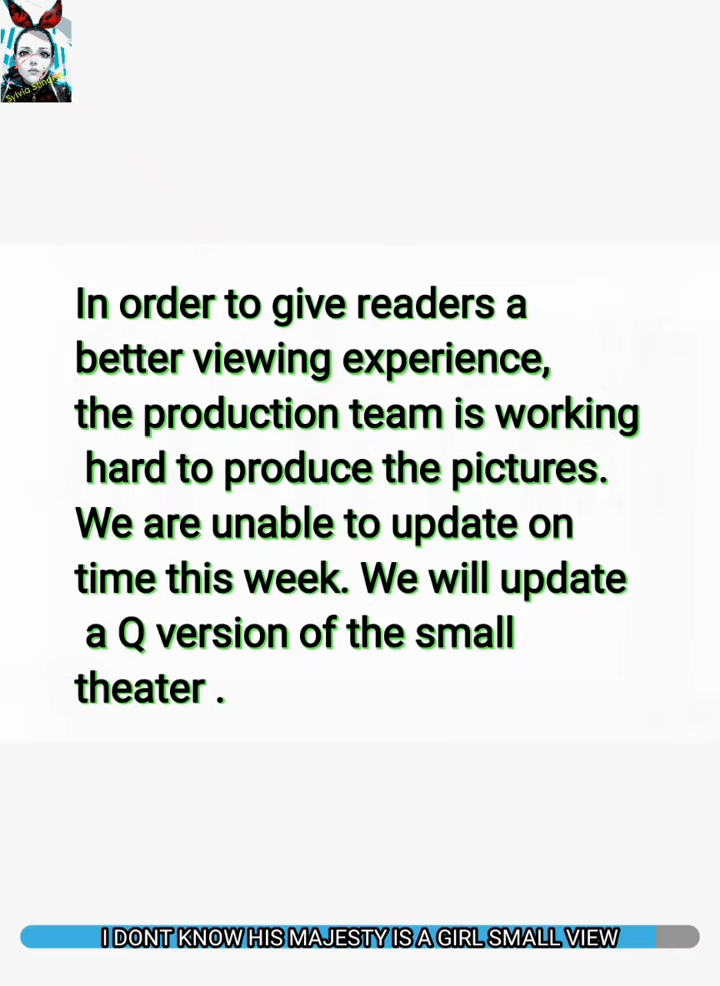 Sylvia Stinger
In order to give readers a
better viewing experience,
the production team is working
hard to produce the pictures.
We are unable to update on
time this week. We will update
a Q version of the small
theater .
I DONT KNOW HIS MAJESTY IS A GIRL SMALL VIEW